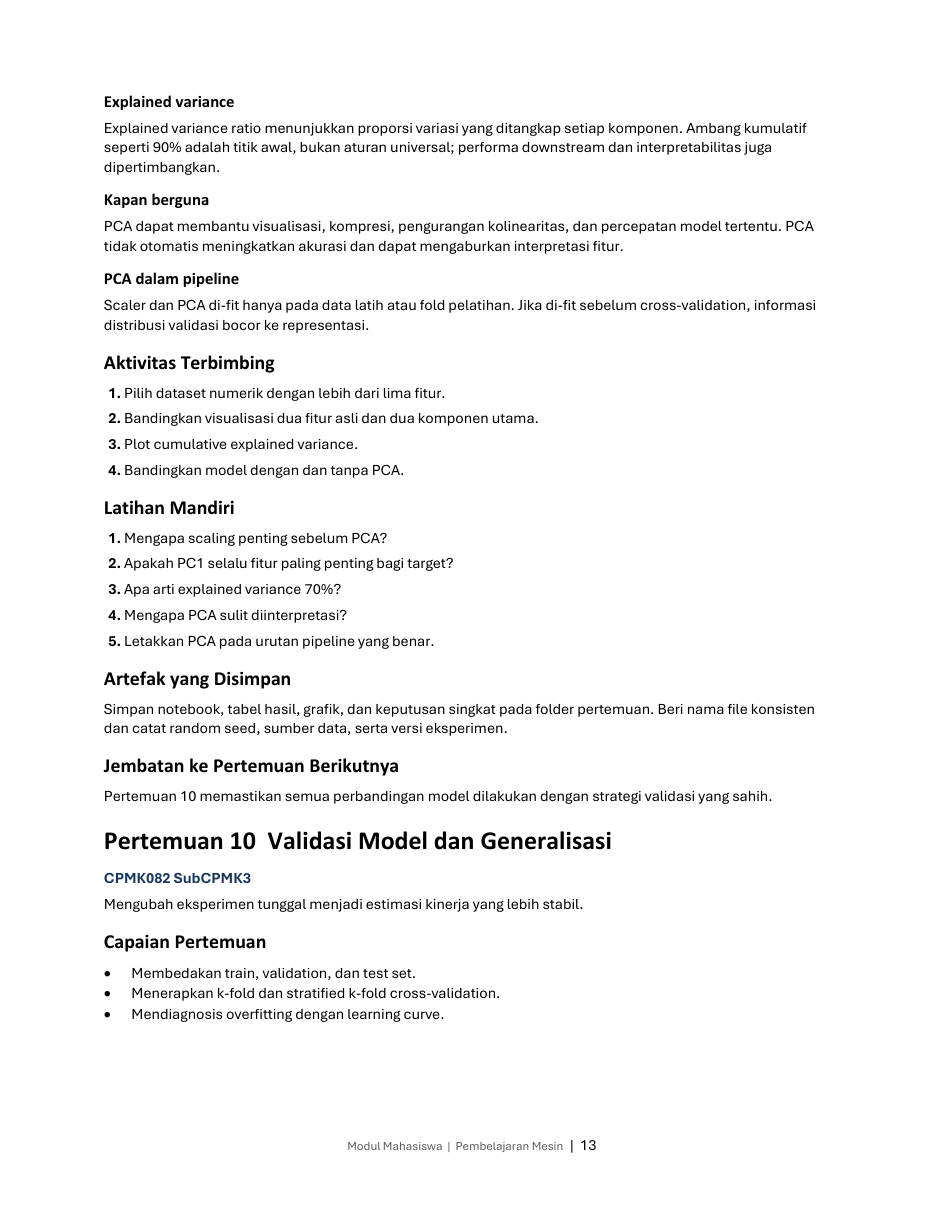 Explained variance
Explained variance ratio menunjukkan proporsi variasi yang ditangkap setiap komponen. Ambang kumulatif
seperti 90% adalah titik awal, bukan aturan universal; performa downstream dan interpretabilitas juga
dipertimbangkan.
Kapan berguna
PCA dapat membantu visualisasi, kompresi, pengurangan kolinearitas, dan percepatan model tertentu. PCA
tidak otomatis meningkatkan akurasi dan dapat mengaburkan interpretasi fitur.
PCA dalam pipeline
Scaler dan PCA di-fit hanya pada data latih atau fold pelatihan. Jika di-fit sebelum cross-validation, informasi
distribusi validasi bocor ke representasi.
Aktivitas Terbimbing
1. Pilih dataset numerik dengan lebih dari lima fitur.
2. Bandingkan visualisasi dua fitur asli dan dua komponen utama.
3. Plot cumulative explained variance.
4. Bandingkan model dengan dan tanpa PCA.
Latihan Mandiri
1. Mengapa scaling penting sebelum PCA?
2. Apakah PC1 selalu fitur paling penting bagi target?
3. Apa arti explained variance 70%?
4. Mengapa PCA sulit diinterpretasi?
5. Letakkan PCA pada urutan pipeline yang benar.
Artefak yang Disimpan
Simpan notebook, tabel hasil, grafik, dan keputusan singkat pada folder pertemuan. Beri nama file konsisten
dan catat random seed, sumber data, serta versi eksperimen.
Jembatan ke Pertemuan Berikutnya
Pertemuan 10 memastikan semua perbandingan model dilakukan dengan strategi validasi yang sahih.
Pertemuan 10  Validasi Model dan Generalisasi
CPMK082 SubCPMK3
Mengubah eksperimen tunggal menjadi estimasi kinerja yang lebih stabil.
Capaian Pertemuan
• Membedakan train, validation, dan test set.
• Menerapkan k-fold dan stratified k-fold cross-validation.
• Mendiagnosis overfitting dengan learning curve.
Modul Mahasiswa | Pembelajaran Mesin | 13